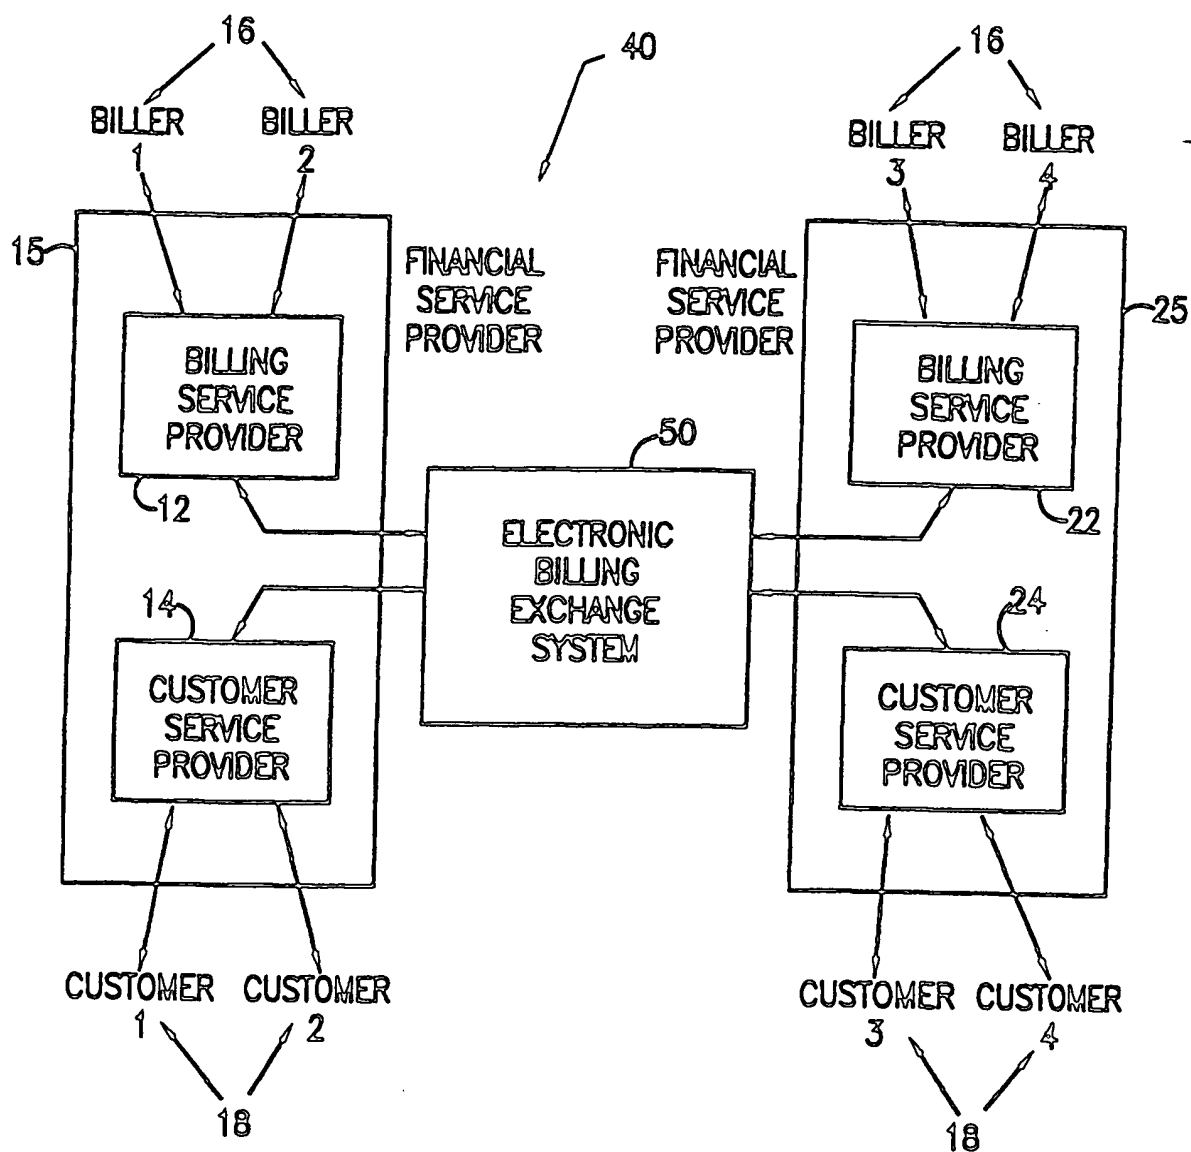 16
40
16
BILLER
1
BILLER
2
BILLER
3
BILLER
4
15
FINANCIAL
SERVICE
PROVIDER
FINANCIAL
SERVICE
PROVIDER
25
BILLING
SERVICE
PROVIDER
12
BILLING
SERVICE
PROVIDER
22
50
ELECTRONIC
BILLING
EXCHANGE
SYSTEM
14
CUSTOMER
SERVICE
PROVIDER
24
CUSTOMER
SERVICE
PROVIDER
CUSTOMER
1
CUSTOMER
2
CUSTOMER
3
CUSTOMER
4
18
18